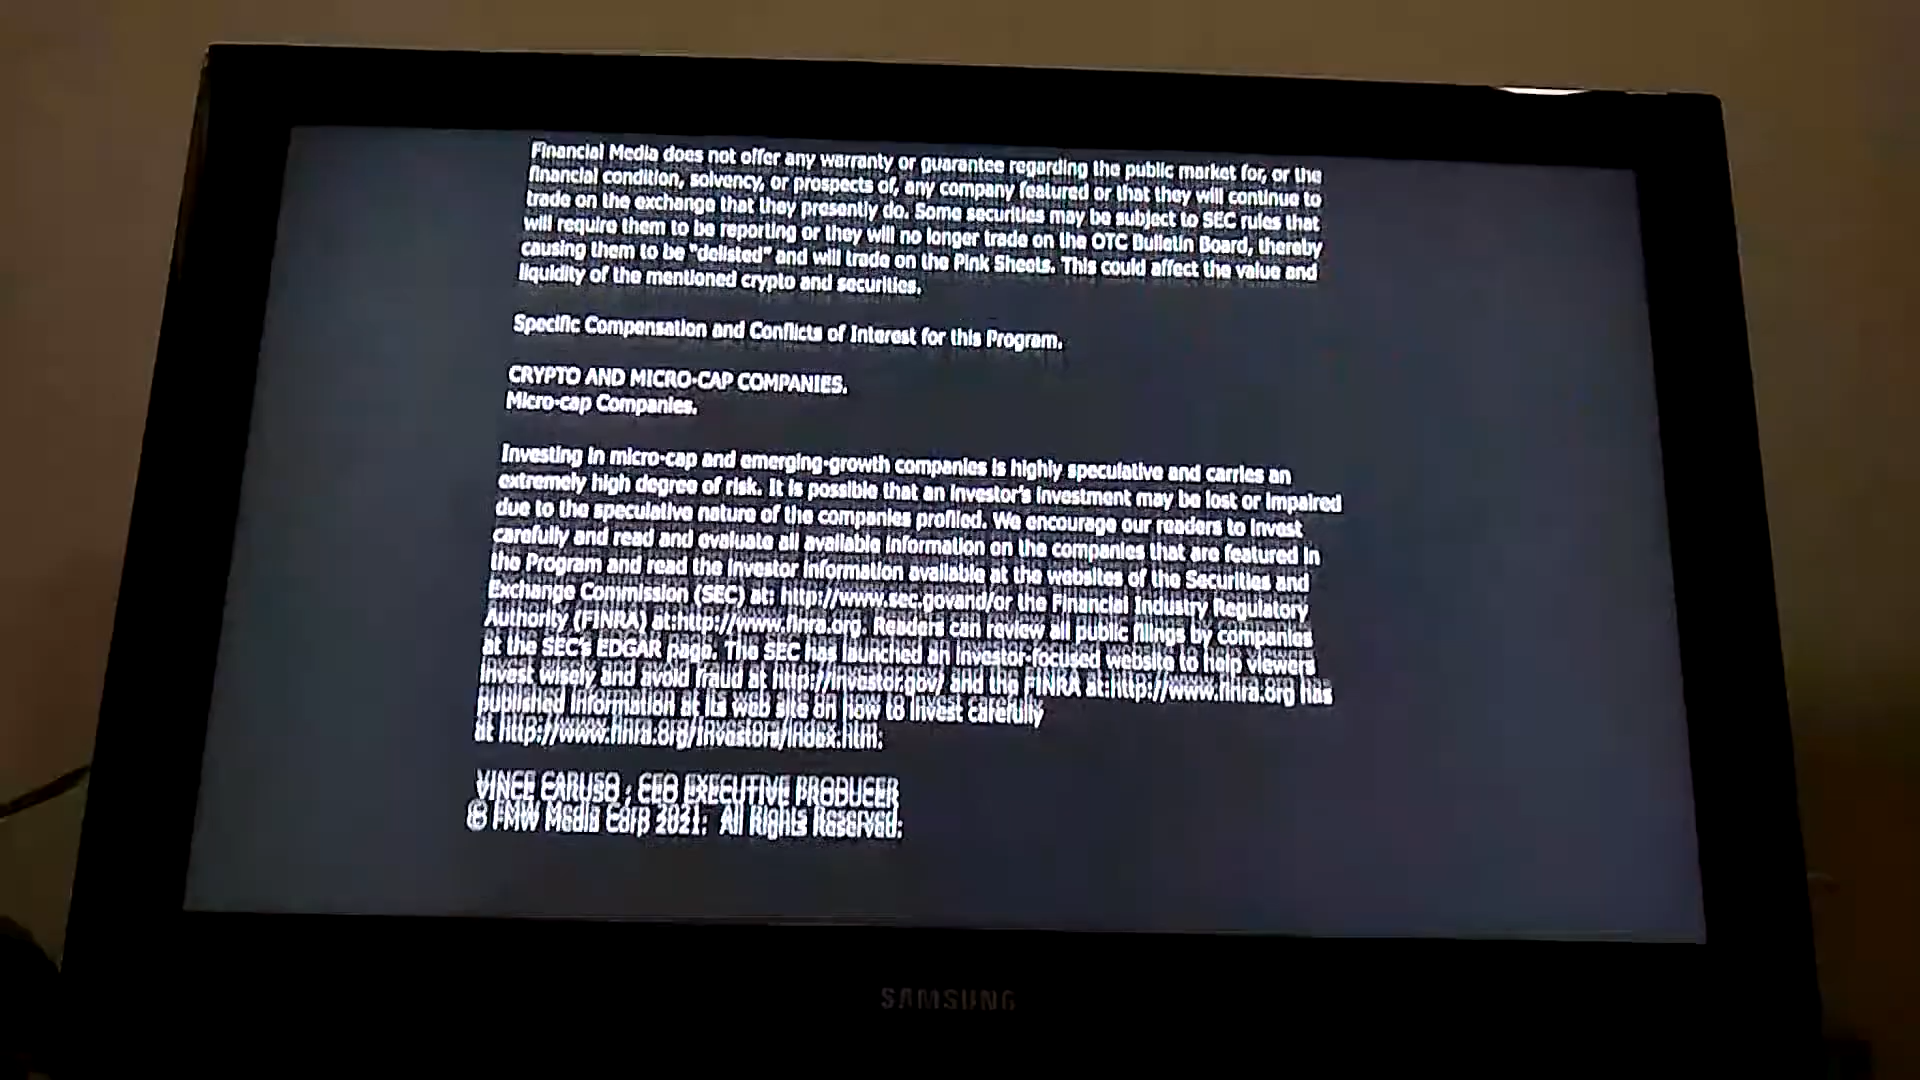 Financial Media does not offer any warranty or guarantee regarding the public market for, or the
financial condition, solvency, or prospects of, any company featured or that they will continue to
trade on the exchange that they presently do. Some securities may be subject to SEC rules that
will require them to be reporting or they will no longer trade on the OTC Bulletin Board, thereby
causing them to be "delisted" and will trade on the Pink Sheets. This could affect the value and
liquidity of the mentioned crypto and securities.
Specific Compensation and Conflicts of Interest for this Program.
CRYPTO AND MICRO-CAP COMPANIES.
Micro-cap Companies.
Investing in micro-cap and emerging-growth companies is highly speculative and carries an
extremely high degree of risk. It is possible that an investor's investment may be lost or impaired
due to the speculative nature of the companies profiled. We encourage our readers to invest
carefully and read and evaluate all available information on the companies that are featured in
the Program and read the investor information available at the websites of the Securities and
Exchange Commission (SEC) at: http://www.sec.govand/or the Financial Industry Regulatory
Authority (FINRA) at:http://www.finra.org. Readers can review all public filings by companies
at the SEC's EDGAR page. The SEC has launched an investor-focused website to help viewers
invest wisely and avoid fraud at http://investor.gov/ and the FINRA at:http://www.finra.org has
published information at its web site on how to invest carefully
at http://www.finra.org/Investors/index.htm.
VINCE CARUSO , CEO EXECUTIVE PRODUCER
© FMW Media Corp 2021. All Rights Reserved.
SAMSUNG